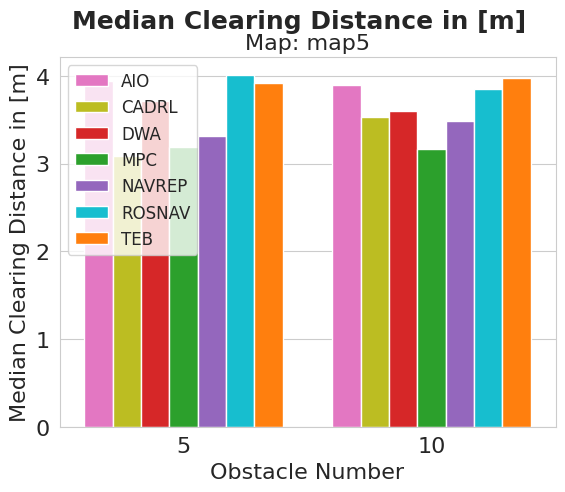 Median Clearing Distance in [m]
Map: map5
Median Clearing Distance in [m]
4
3
2
1
0
AIO
CADRL
DWA
MPC
NAVREP
ROSNAV
TEB
5
10
Obstacle Number